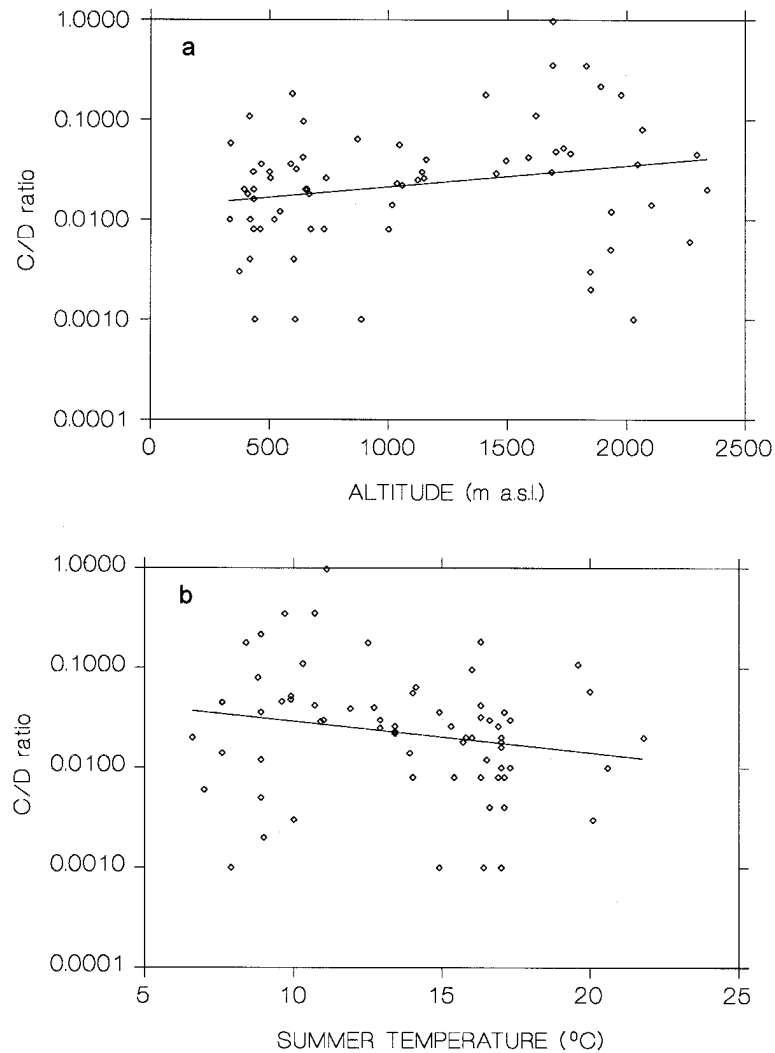 a
1.0000
0.1000
0.0100
0.0010
0.0001
C/D ratio
0 500 1000 1500 2000 2500
ALTITUDE (m a.s.l.)
b
1.0000
0.1000
0.0100
0.0010
0.0001
C/D ratio
5 10 15 20 25
SUMMER TEMPERATURE (ºC)